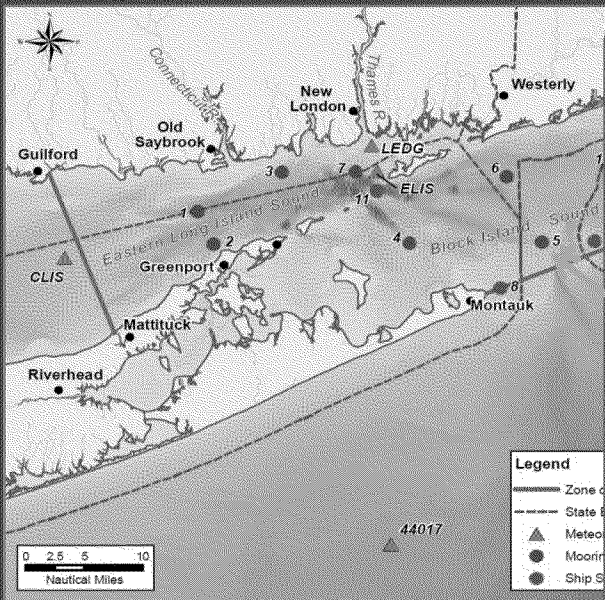 Connecticut R.
Thames R.
Westerly
New
London
Old
Saybrook
LEDG
Guilford
3
7
6
1
ELIS
11
1
Eastern Long Island Sound
2
4
Block Island Sound
5
CLIS
Greenport
8
Montauk
Mattituck
Riverhead
Legend
Zone
State
44017
0 2.5 5 10
Nautical Miles
Ship S